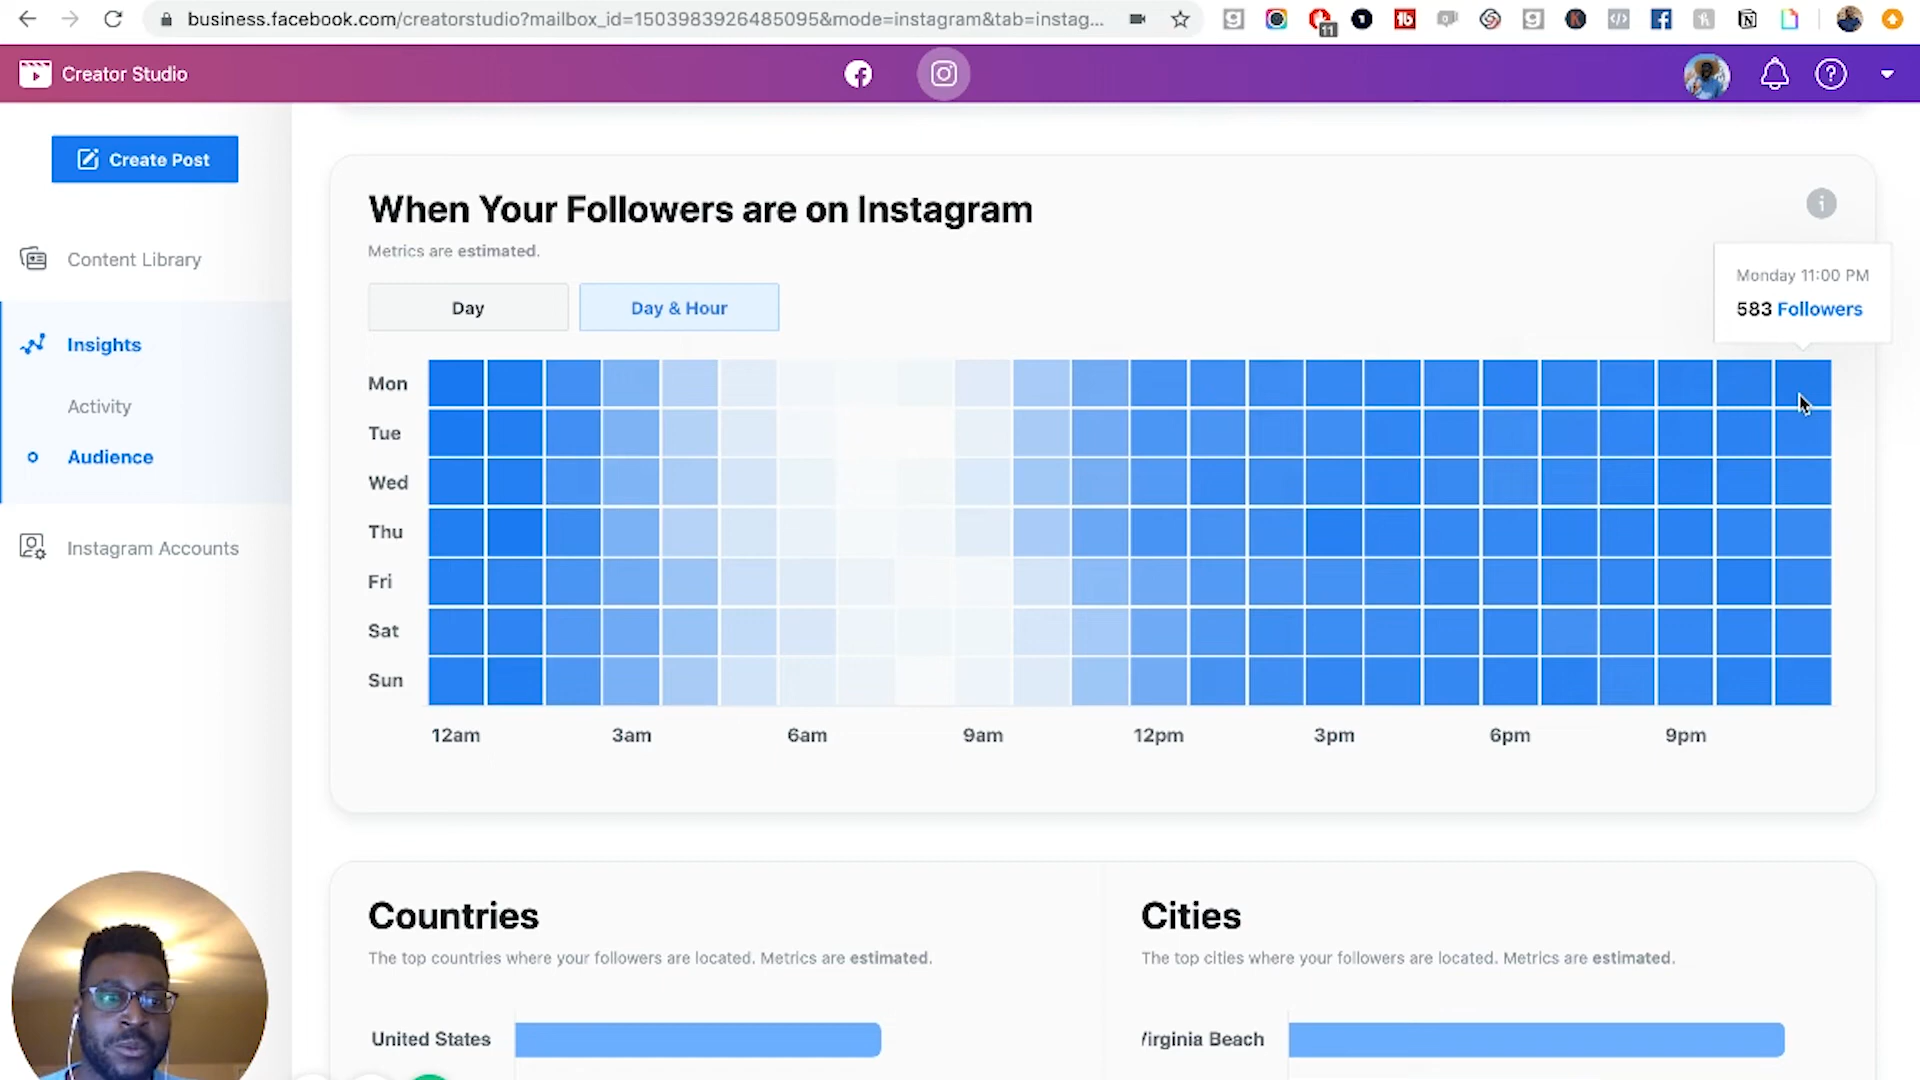 business.facebook.com/creatorstudio?mailbox_id=1503983926485095&mode=instagram&tab=instag...
11
Creator Studio
Create Post
Content Library
Insights
Activity
Audience
Instagram Accounts
When Your Followers are on Instagram
Metrics are estimated.
Day
Day & Hour
Monday 11:00 PM
583 Followers
Mon
Tue
Wed
Thu
Fri
Sat
Sun
12am 3am 6am 9am 12pm 3pm 6pm 9pm
Countries
The top countries where your followers are located. Metrics are estimated.
United States
Cities
The top cities where your followers are located. Metrics are estimated.
Virginia Beach